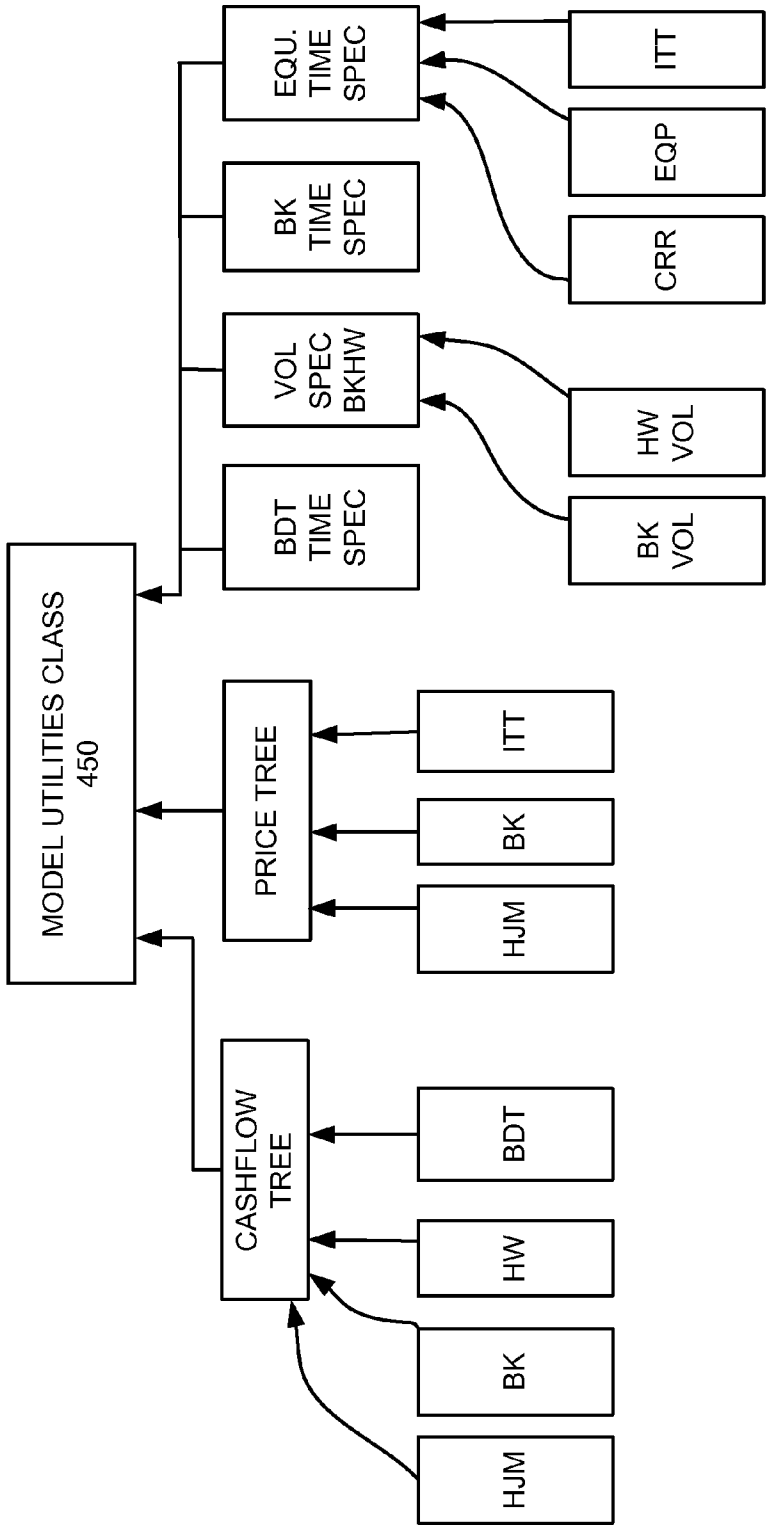 MODEL UTILITIES CLASS
450
CASHFLOW
TREE
PRICE TREE
BDT
TIME
SPEC
VOL
SPEC
BKHW
BK
TIME
SPEC
EQU.
TIME
SPEC
HJM
BK
HW
BDT
HJM
BK
ITT
BK
VOL
HW
VOL
CRR
EQP
ITT